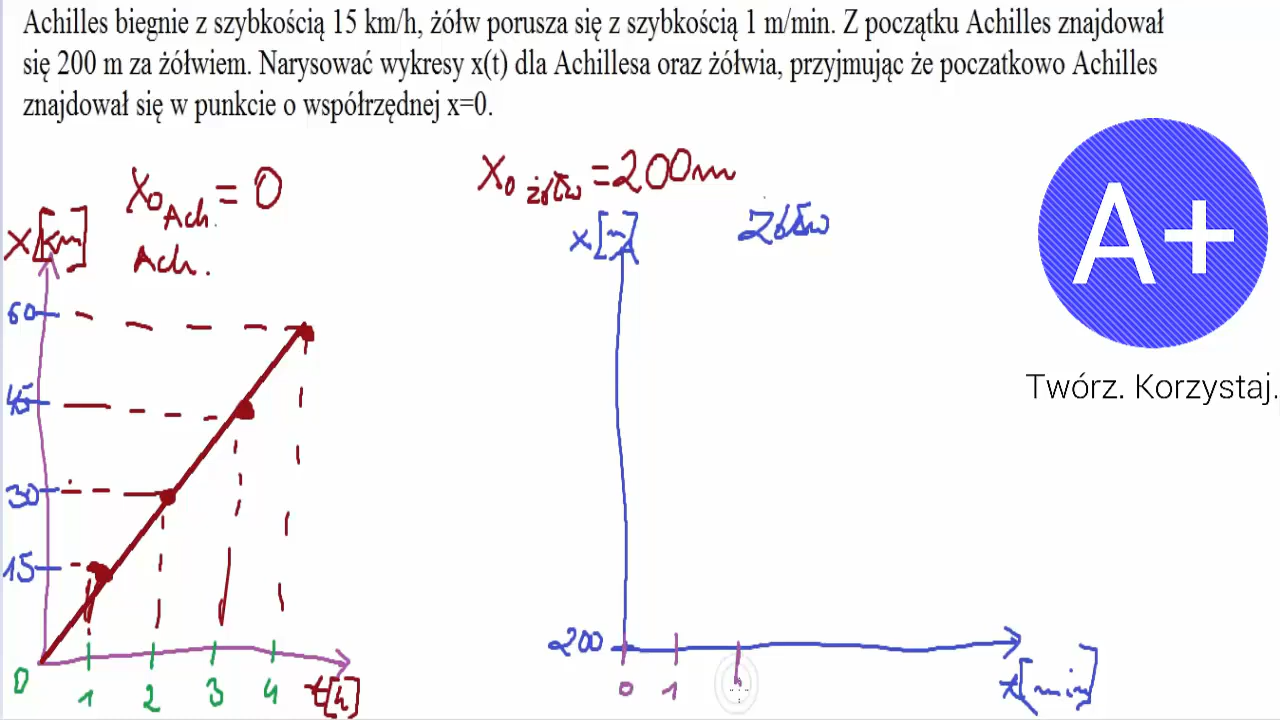 Achilles biegnie z szybkością 15 km/h, żółw porusza się z szybkością 1 m/min. Z początku Achilles znajdował
się 200 m za żółwiem. Narysować wykresy x(t) dla Achillesa oraz żółwia, przyjmując że poczatkowo Achilles
znajdował się w punkcie o współrzędnej x=0.
X₀ Ach. = 0
X₀ żółw = 200m
X[km]
Ach.
x[m]
Żółw
A+
Twórz. Korzystaj.
60
45
30
15
0
1 2 3 4 t[h]
200
0 1
t[min]